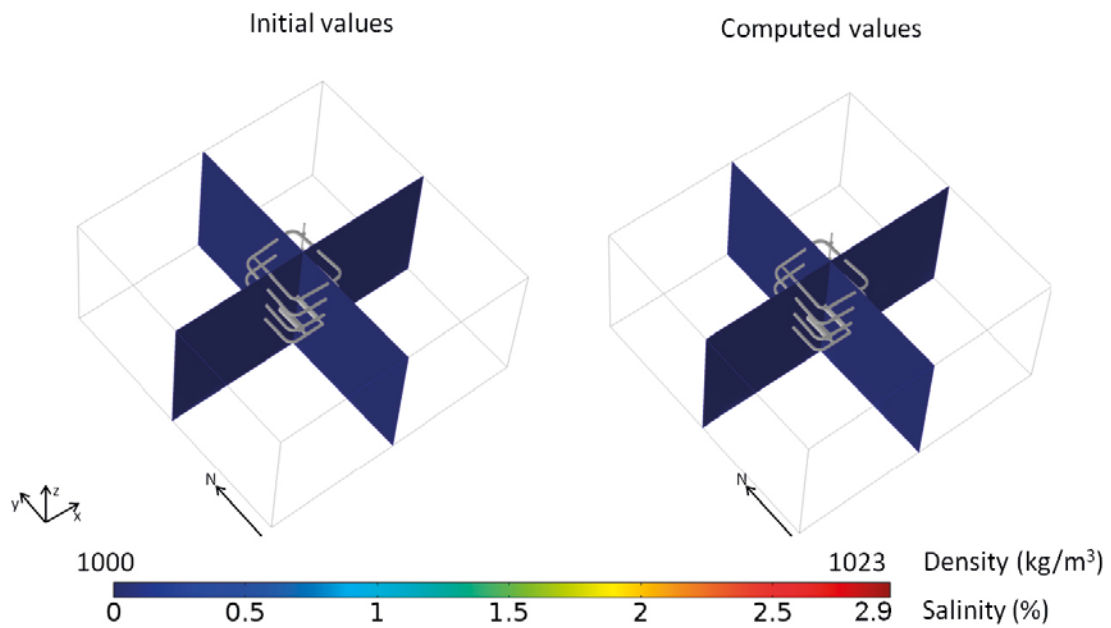 Initial values
Computed values
N
N
y z x
1000 1023 Density (kg/m³)
0 0.5 1 1.5 2 2.5 2.9 Salinity (%)